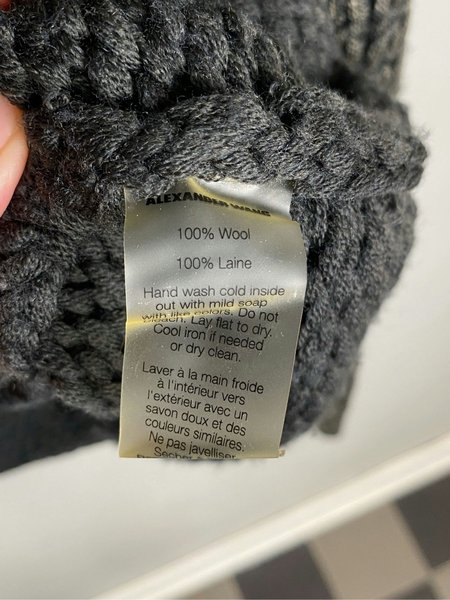 ALEXANDER WANG
100% Wool
100% Laine
Hand wash cold inside
out with mild soap
with like colors. Do not
bleach. Lay flat to dry.
Cool iron if needed
or dry clean.
Laver à la main froide
à l'intérieur vers
l'extérieur avec un
savon doux et des
couleurs similaires.
Ne pas javelliser.
Sécher à